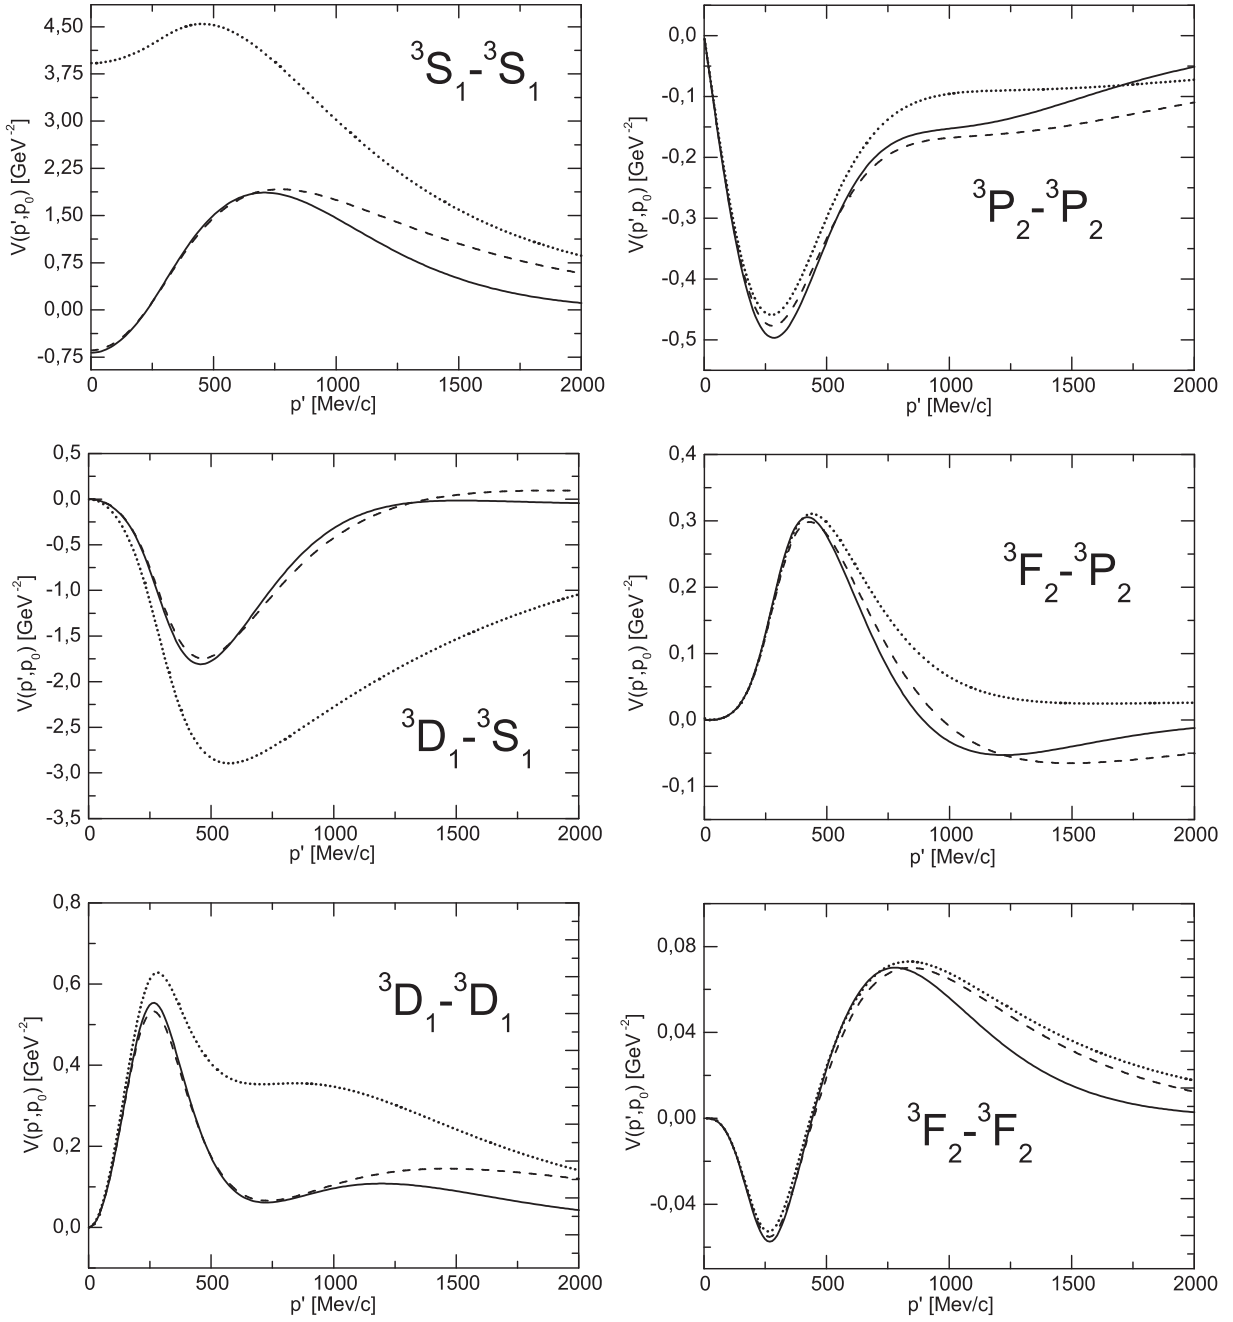 4,50
3,75
3,00
2,25
1,50
0,75
0,00
-0,75
V(p',p₀) [GeV⁻²]
³S₁-³S₁
0 500 1000 1500 2000
p' [Mev/c]
0,0
-0,1
-0,2
-0,3
-0,4
-0,5
V(p',p₀) [GeV⁻²]
³P₂-³P₂
0 500 1000 1500 2000
p' [Mev/c]
0,5
0,0
-0,5
-1,0
-1,5
-2,0
-2,5
-3,0
-3,5
V(p',p₀) [GeV⁻²]
³D₁-³S₁
0 500 1000 1500 2000
p' [Mev/c]
0,4
0,3
0,2
0,1
0,0
-0,1
V(p',p₀) [GeV⁻²]
³F₂-³P₂
0 500 1000 1500 2000
p' [Mev/c]
0,8
0,6
0,4
0,2
0,0
V(p',p₀) [GeV⁻²]
³D₁-³D₁
0 500 1000 1500 2000
p' [Mev/c]
0,08
0,04
0,00
-0,04
V(p',p₀) [GeV⁻²]
³F₂-³F₂
0 500 1000 1500 2000
p' [Mev/c]